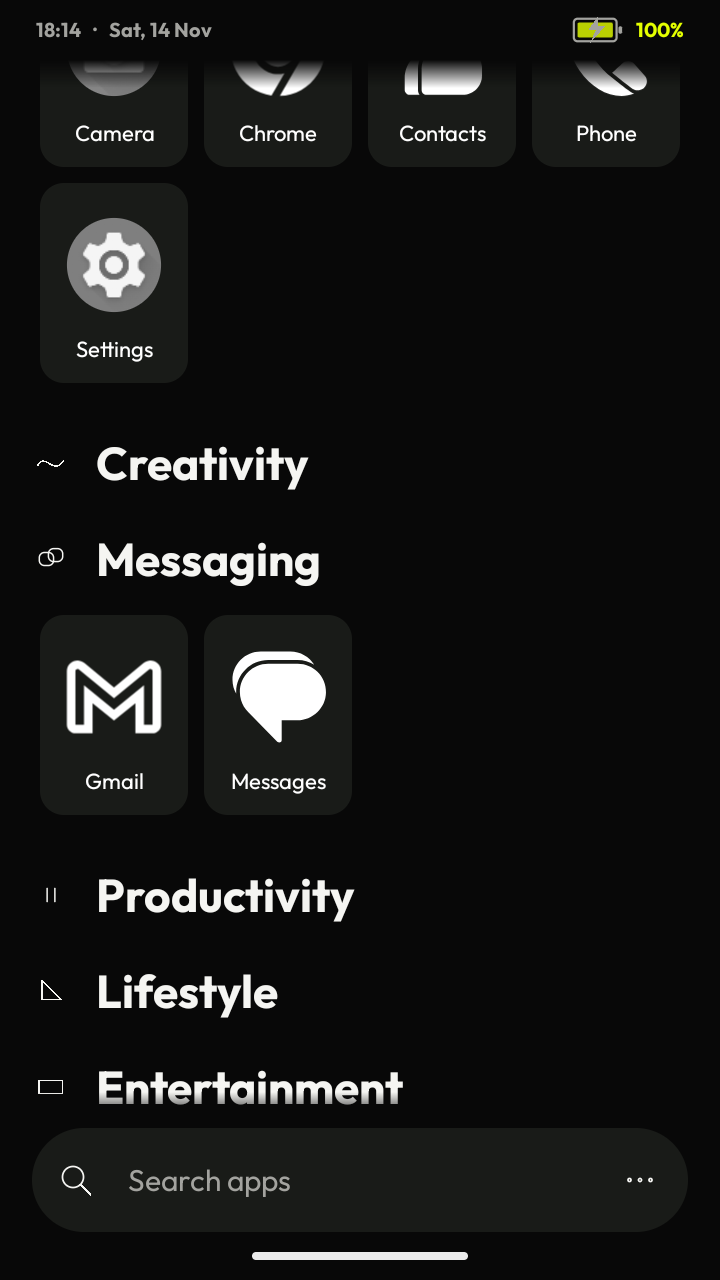 18:14 · Sat, 14 Nov 100%
Camera Chrome Contacts Phone
Settings
Creativity
Messaging
Gmail Messages
Productivity
Lifestyle
Entertainment
Search apps